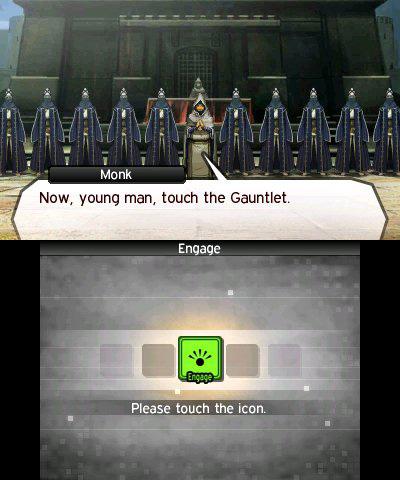 Monk
Now, young man, touch the Gauntlet.
Engage
Engage
Please touch the icon.